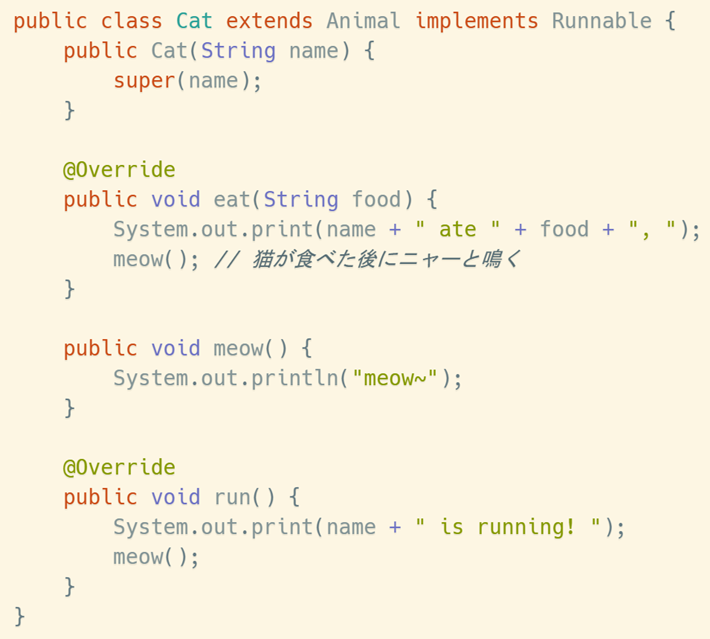 public class Cat extends Animal implements Runnable {
    public Cat(String name) {
        super(name);
    }

    @Override
    public void eat(String food) {
        System.out.print(name + " ate " + food + ", ");
        meow(); // 猫が食べた後にニャーと鳴く
    }

    public void meow() {
        System.out.println("meow~");
    }

    @Override
    public void run() {
        System.out.print(name + " is running! ");
        meow();
    }
}